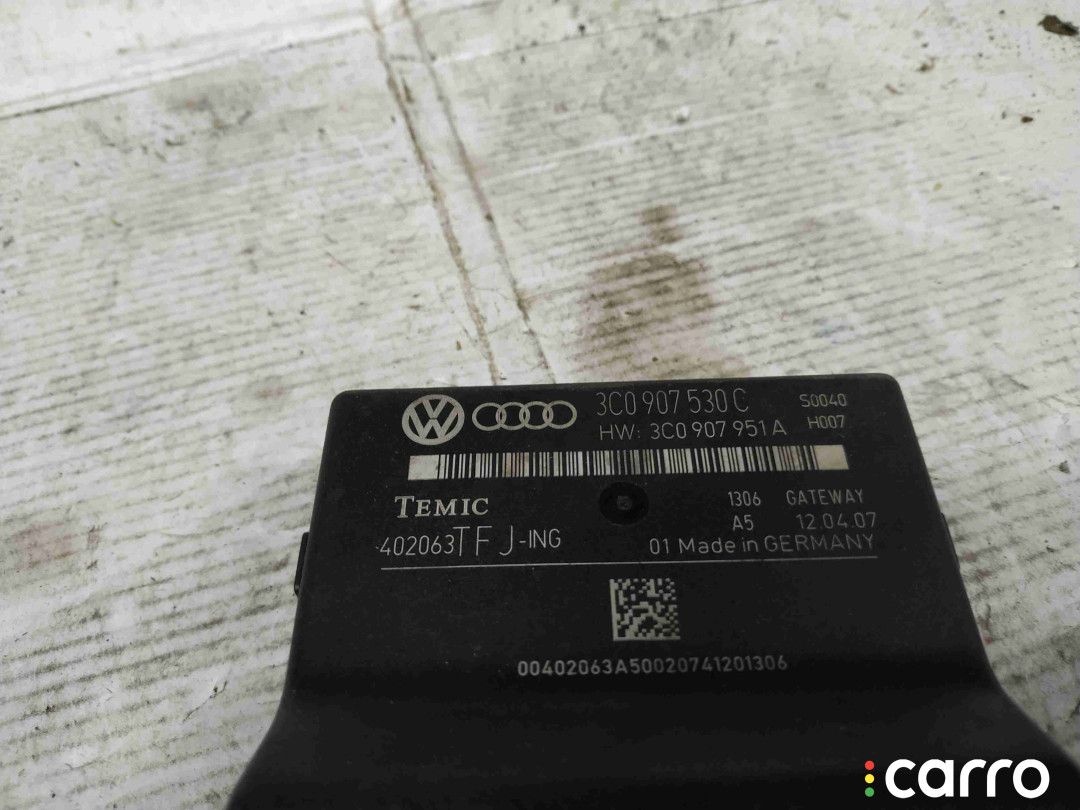 3C0 907 530 C S0040
HW: 3C0 907 951 A H007
TEMIC 1306 GATEWAY
A5 12.04.07
402063TFJ-ING 01 Made in GERMANY
00402063A50020741201306
carro